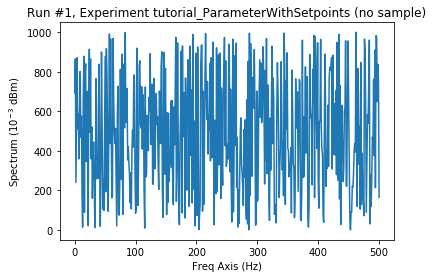 Run #1, Experiment tutorial_ParameterWithSetpoints (no sample)
1000
800
600
400
200
0
Spectrum (10⁻³ dBm)
0 100 200 300 400 500
Freq Axis (Hz)